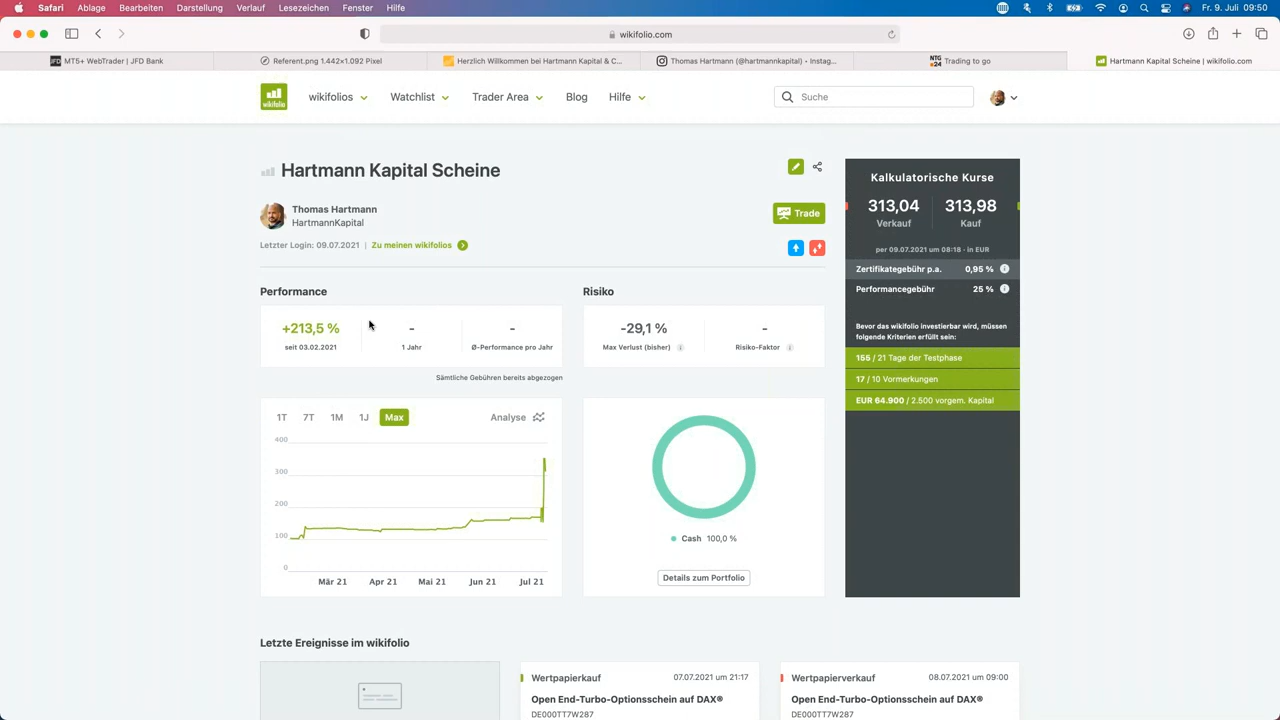 Safari Ablage Bearbeiten Darstellung Verlauf Lesezeichen Fenster Hilfe Fr. 9. Juli 09:50
wikifolio.com
MT5+ WebTrader | JFD Bank
Referent.png 1.442×1.092 Pixel
Herzlich Willkommen bei Hartmann Kapital & C...
Thomas Hartmann (@hartmannkapital) • Instag...
NTG
24
Trading to go
Hartmann Kapital Scheine | wikifolio.com
wikifolio
wikifolios
Watchlist
Trader Area
Blog
Hilfe
Suche
Hartmann Kapital Scheine
Thomas Hartmann
HartmannKapital
Trade
Letzter Login: 09.07.2021 | Zu meinen wikifolios
Performance
+213,5 %
seit 03.02.2021
-
1 Jahr
-
Ø-Performance pro Jahr
Sämtliche Gebühren bereits abgezogen
Risiko
-29,1 %
Max Verlust (bisher)
-
Risiko-Faktor
1T 7T 1M 1J Max Analyse
400
300
200
100
0
Mär 21 Apr 21 Mai 21 Jun 21 Jul 21
Cash 100,0 %
Details zum Portfolio
Kalkulatorische Kurse
313,04 313,98
Verkauf Kauf
per 09.07.2021 um 08:18 - in EUR
Zertifikategebühr p.a. 0,95 %
Performancegebühr 25 %
Bevor das wikifolio investierbar wird, müssen
folgende Kriterien erfüllt sein:
155 / 21 Tage der Testphase
17 / 10 Vormerkungen
EUR 64.900 / 2.500 vorgem. Kapital
Letzte Ereignisse im wikifolio
Wertpapierkauf 07.07.2021 um 21:17
Open End-Turbo-Optionsschein auf DAX®
DE000TT7W287
Wertpapierverkauf 08.07.2021 um 09:00
Open End-Turbo-Optionsschein auf DAX®
DE000TT7W287